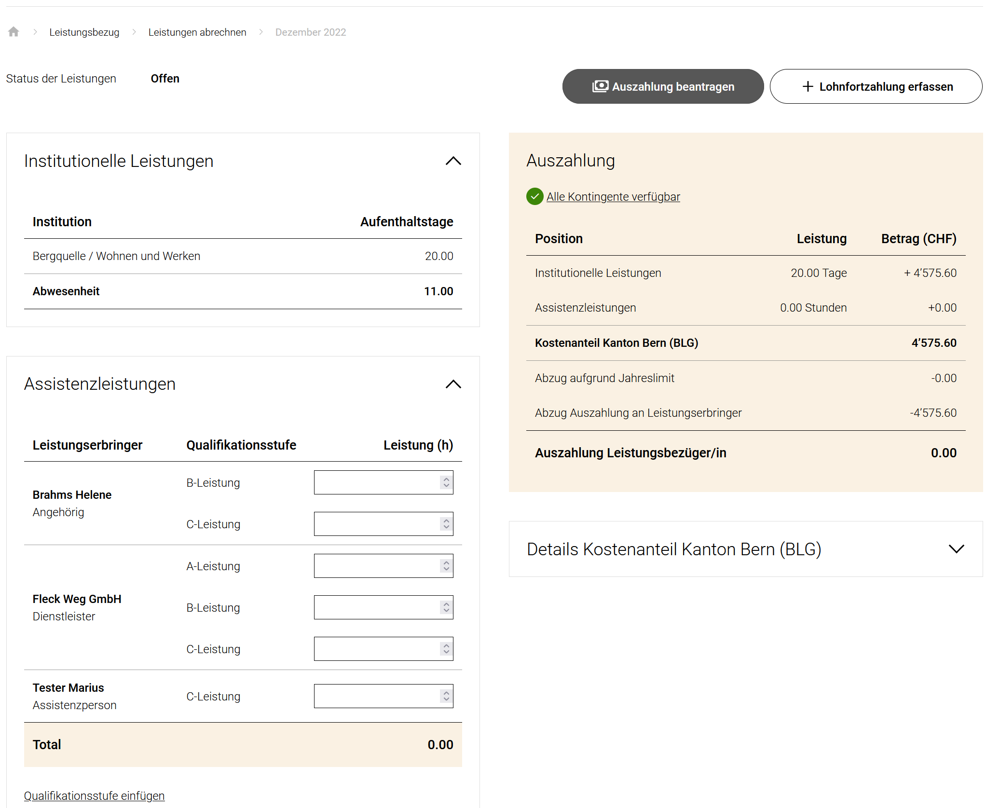 Leistungsbezug > Leistungen abrechnen > Dezember 2022
Status der Leistungen Offen
Auszahlung beantragen
+ Lohnfortzahlung erfassen
Institutionelle Leistungen
Institution Aufenthaltstage
Bergquelle / Wohnen und Werken 20.00
Abwesenheit 11.00
Assistenzleistungen
Leistungserbringer Qualifikationsstufe Leistung (h)
Brahms Helene
Angehörig
B-Leistung
C-Leistung
Fleck Weg GmbH
Dienstleister
A-Leistung
B-Leistung
C-Leistung
Tester Marius
Assistenzperson
C-Leistung
Total 0.00
Qualifikationsstufe einfügen
Auszahlung
Alle Kontingente verfügbar
Position Leistung Betrag (CHF)
Institutionelle Leistungen 20.00 Tage + 4’575.60
Assistenzleistungen 0.00 Stunden +0.00
Kostenanteil Kanton Bern (BLG) 4’575.60
Abzug aufgrund Jahreslimit -0.00
Abzug Auszahlung an Leistungserbringer -4’575.60
Auszahlung Leistungsbezüger/in 0.00
Details Kostenanteil Kanton Bern (BLG)